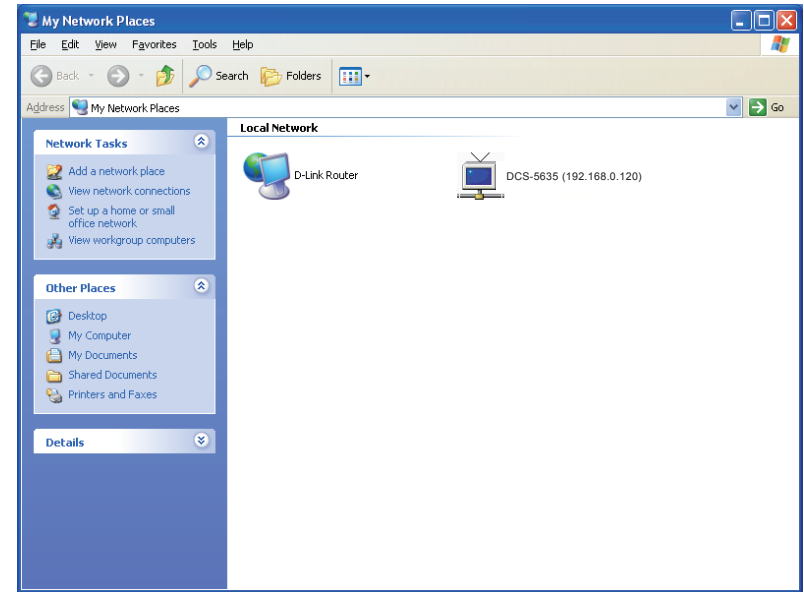 My Network Places
File Edit View Favorites Tools Help
Back Search Folders
Address My Network Places Go
Network Tasks
Add a network place
View network connections
Set up a home or small
office network
View workgroup computers
Other Places
Desktop
My Computer
My Documents
Shared Documents
Printers and Faxes
Details
Local Network
D-Link Router
DCS-5635 (192.168.0.120)